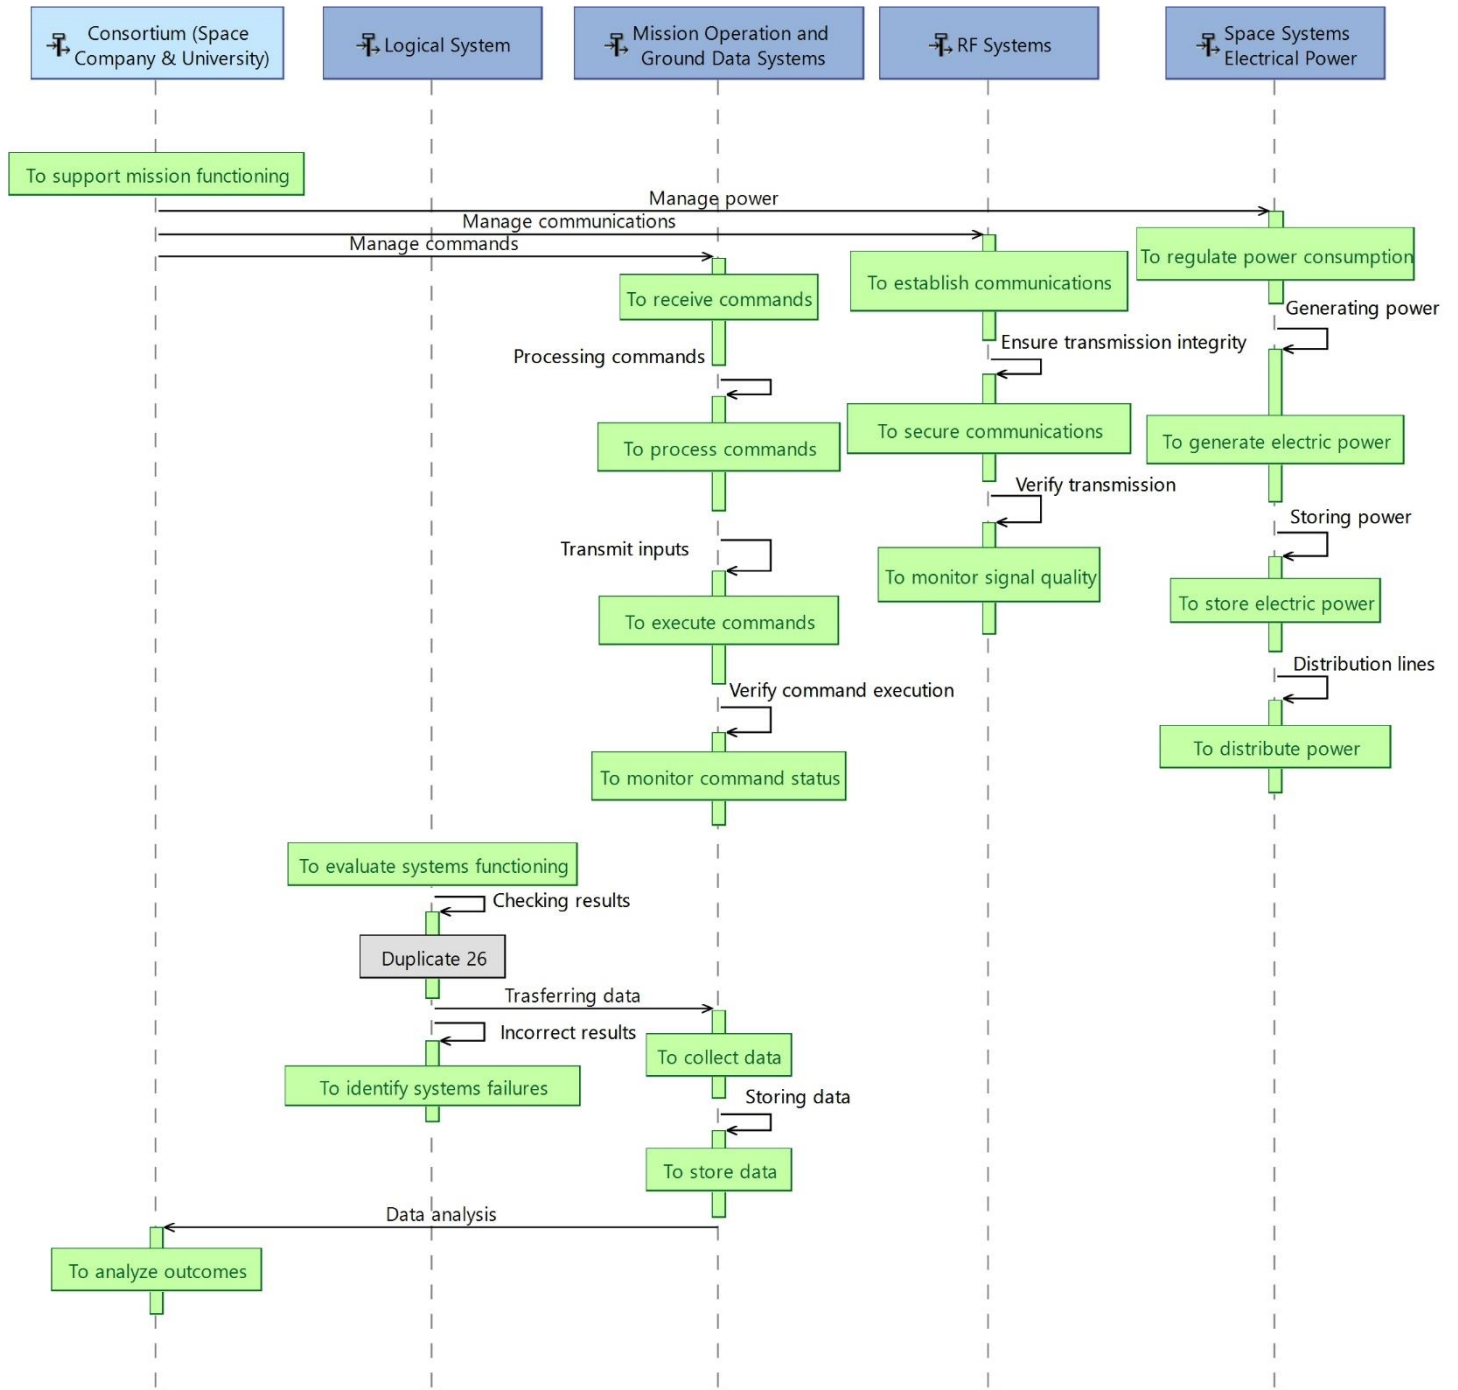 Consortium (Space
Company & University)
Logical System
Mission Operation and
Ground Data Systems
RF Systems
Space Systems
Electrical Power
To support mission functioning
Manage power
Manage communications
Manage commands
To regulate power consumption
To establish communications
To receive commands
Generating power
Ensure transmission integrity
Processing commands
To secure communications
To generate electric power
To process commands
Verify transmission
Storing power
Transmit inputs
To monitor signal quality
To store electric power
To execute commands
Distribution lines
Verify command execution
To distribute power
To monitor command status
To evaluate systems functioning
Checking results
Duplicate 26
Trasferring data
Incorrect results
To collect data
To identify systems failures
Storing data
To store data
Data analysis
To analyze outcomes